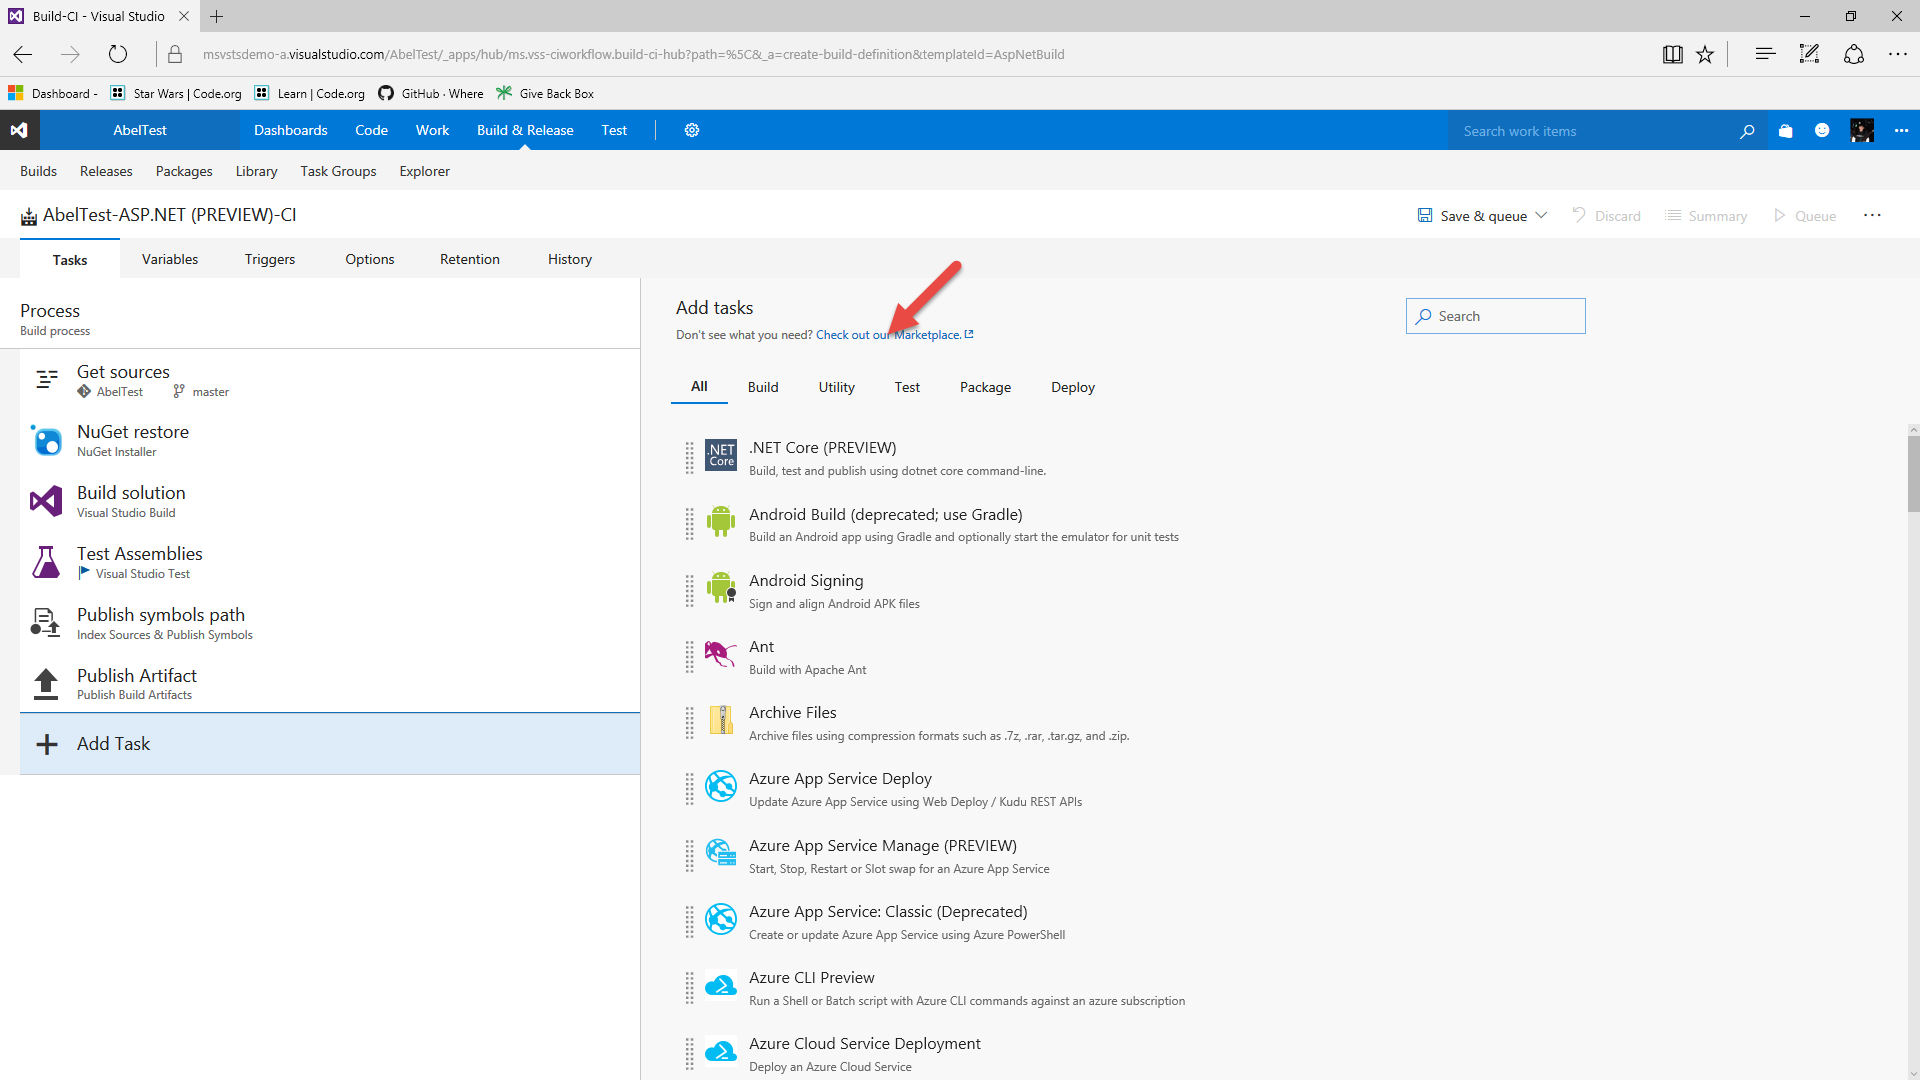 Build-CI - Visual Studio
msvstsdemo-a.visualstudio.com/AbelTest/_apps/hub/ms.vss-ciworkflow.build-ci-hub?path=%5C&_a=create-build-definition&templateId=AspNetBuild
Dashboard - Star Wars | Code.org Learn | Code.org GitHub · Where Give Back Box
AbelTest Dashboards Code Work Build & Release Test Search work items
Builds Releases Packages Library Task Groups Explorer
AbelTest-ASP.NET (PREVIEW)-CI Save & queue Discard Summary Queue
Tasks Variables Triggers Options Retention History
Process
Build process
Get sources
AbelTest master
NuGet restore
NuGet Installer
Build solution
Visual Studio Build
Test Assemblies
Visual Studio Test
Publish symbols path
Index Sources & Publish Symbols
Publish Artifact
Publish Build Artifacts
Add Task
Add tasks
Don't see what you need? Check out our Marketplace.
Search
All Build Utility Test Package Deploy
.NET Core (PREVIEW)
.NET
Core
Build, test and publish using dotnet core command-line.
Android Build (deprecated; use Gradle)
Build an Android app using Gradle and optionally start the emulator for unit tests
Android Signing
Sign and align Android APK files
Ant
Build with Apache Ant
Archive Files
Archive files using compression formats such as .7z, .rar, .tar.gz, and .zip.
Azure App Service Deploy
Update Azure App Service using Web Deploy / Kudu REST APIs
Azure App Service Manage (PREVIEW)
Start, Stop, Restart or Slot swap for an Azure App Service
Azure App Service: Classic (Deprecated)
Create or update Azure App Service using Azure PowerShell
Azure CLI Preview
Run a Shell or Batch script with Azure CLI commands against an azure subscription
Azure Cloud Service Deployment
Deploy an Azure Cloud Service